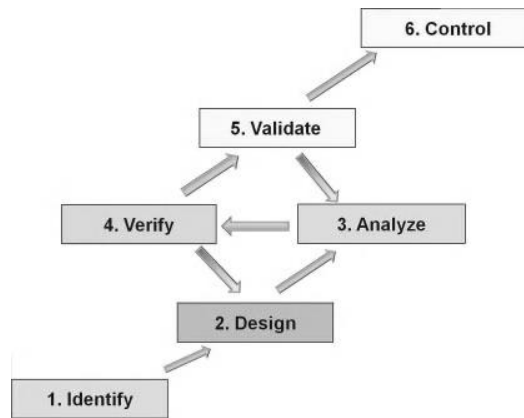 6. Control
5. Validate
4. Verify
3. Analyze
2. Design
1. Identify